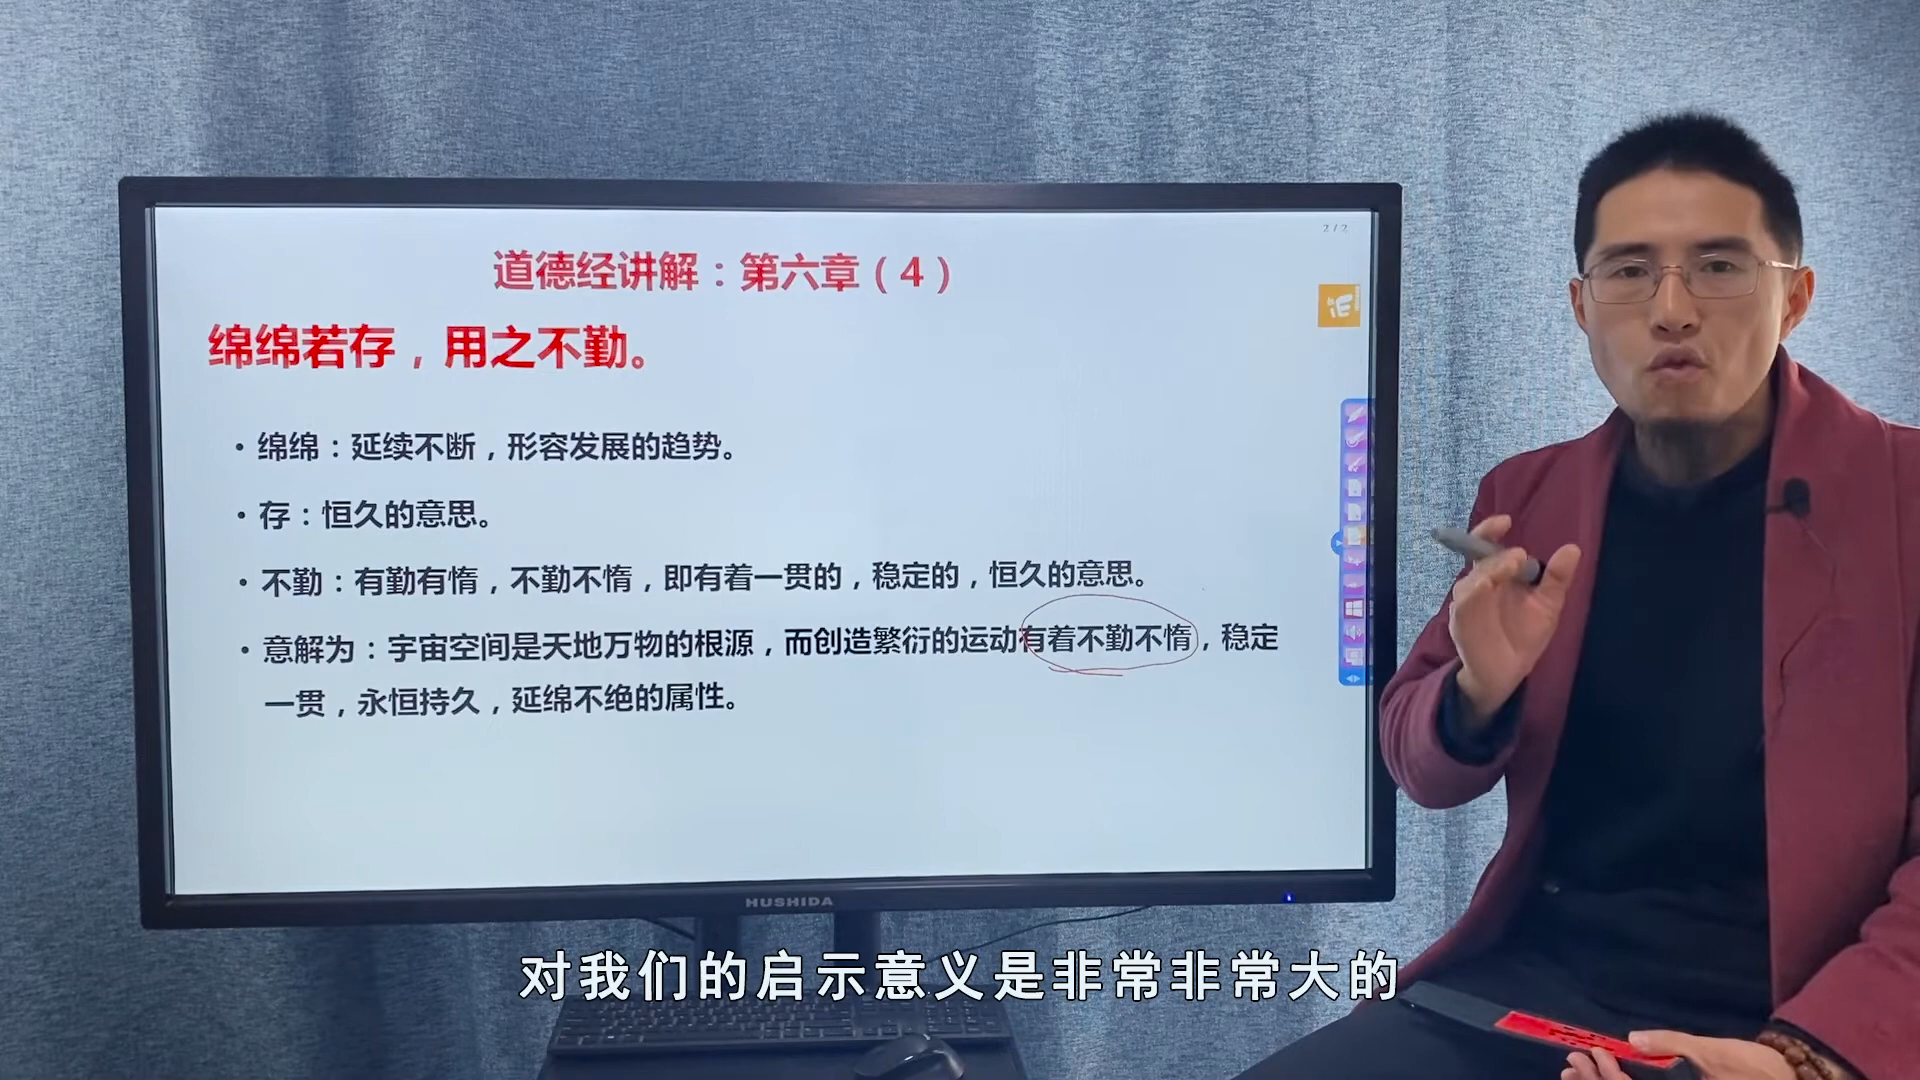 2 / 2
道德经讲解：第六章（4）
绵绵若存，用之不勤。
• 绵绵：延续不断，形容发展的趋势。
• 存：恒久的意思。
• 不勤：有勤有惰，不勤不惰，即有着一贯的，稳定的，恒久的意思。
• 意解为：宇宙空间是天地万物的根源，而创造繁衍的运动有着不勤不惰，稳定
一贯，永恒持久，延绵不绝的属性。
HUSHIDA
对我们的启示意义是非常非常大的